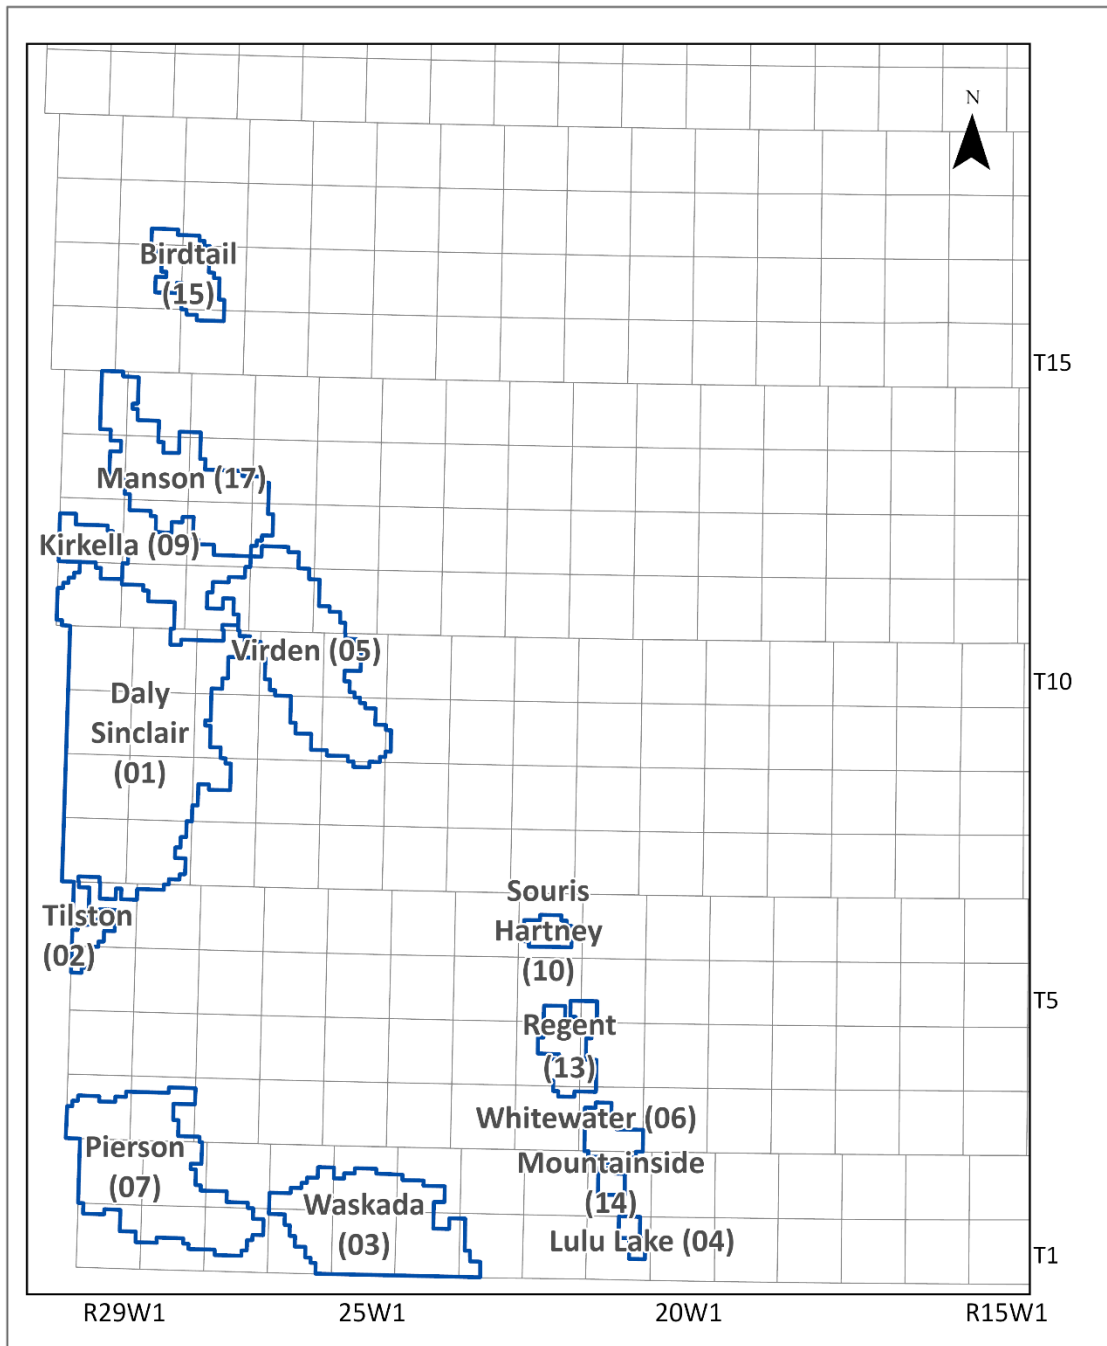 N
Birdtail
(15)
T15
Manson (17)
Kirkella (09)
Virden (05)
T10
Daly
Sinclair
(01)
Souris
Hartney
(10)
Tilston
(02)
T5
Regent
(13)
Whitewater (06)
Pierson
(07)
Mountainside
(14)
Waskada
(03)
Lulu Lake (04)
T1
R29W1
25W1
20W1
R15W1